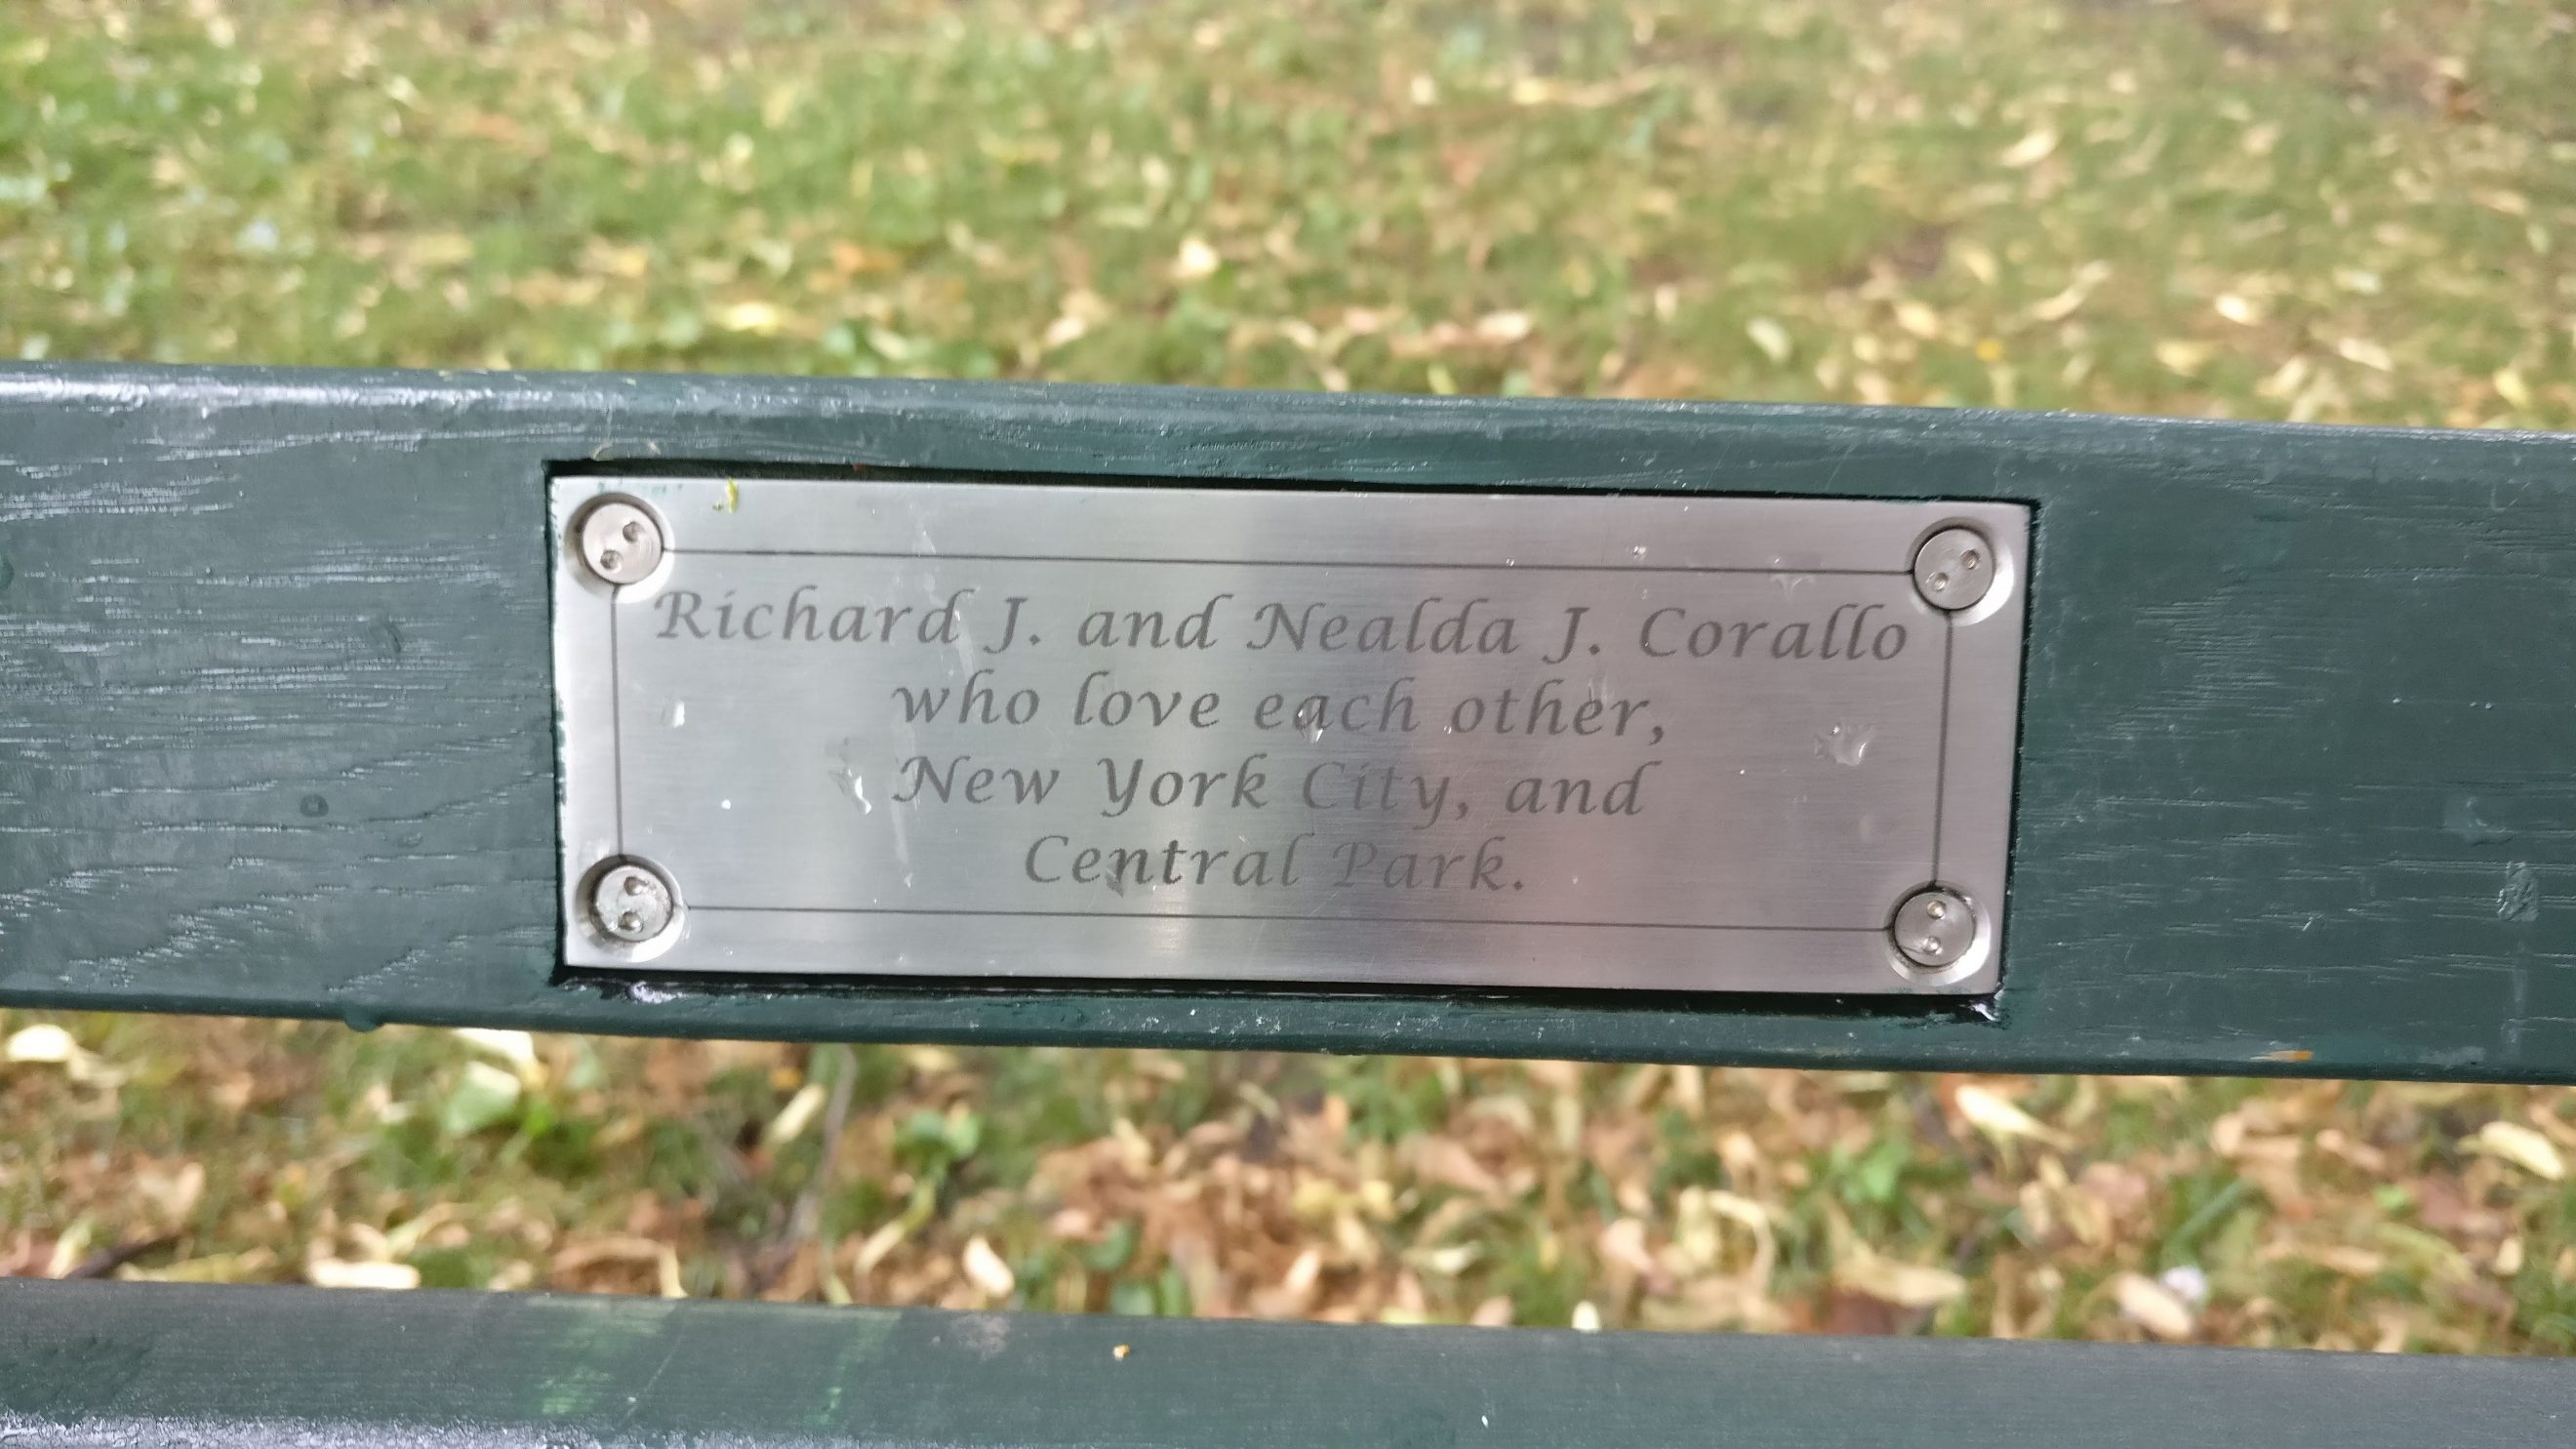 Richard J. and Nealda J. Corallo
who love each other,
New York City, and
Central Park.